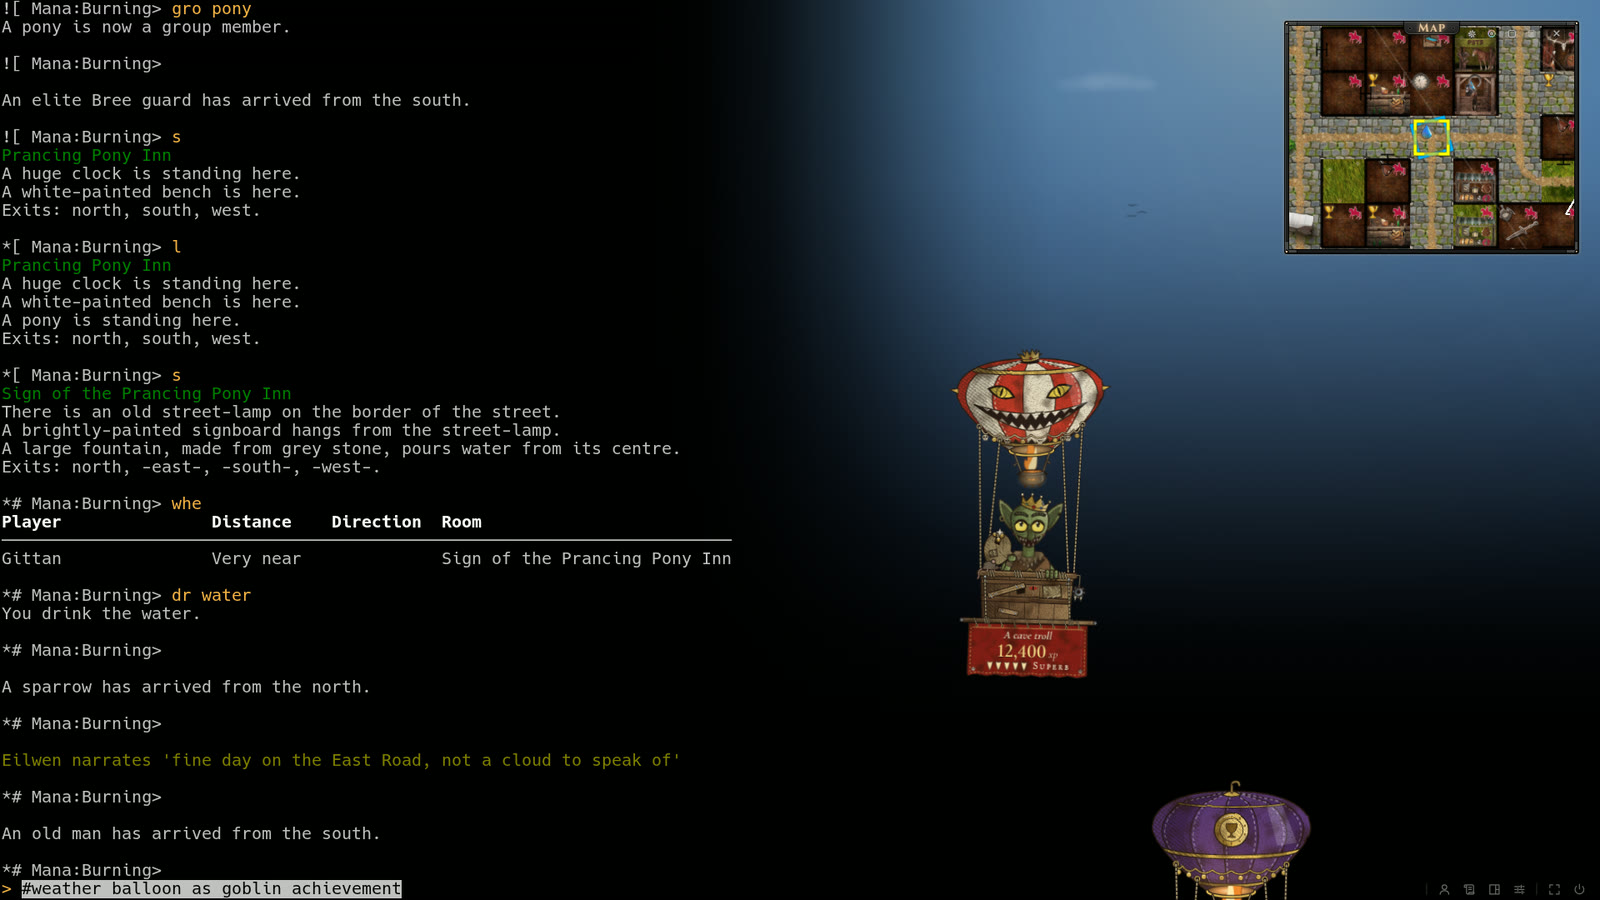 ![ Mana:Burning> gro pony
A pony is now a group member.
![ Mana:Burning>
An elite Bree guard has arrived from the south.
![ Mana:Burning> s
Prancing Pony Inn
A huge clock is standing here.
A white-painted bench is here.
Exits: north, south, west.
*[ Mana:Burning> l
Prancing Pony Inn
A huge clock is standing here.
A white-painted bench is here.
A pony is standing here.
Exits: north, south, west.
*[ Mana:Burning> s
Sign of the Prancing Pony Inn
There is an old street-lamp on the border of the street.
A brightly-painted signboard hangs from the street-lamp.
A large fountain, made from grey stone, pours water from its centre.
Exits: north, -east-, -south-, -west-.
*# Mana:Burning> whe
Player Distance Direction Room
Gittan Very near Sign of the Prancing Pony Inn
*# Mana:Burning> dr water
You drink the water.
*# Mana:Burning>
A sparrow has arrived from the north.
*# Mana:Burning>
Eilwen narrates 'fine day on the East Road, not a cloud to speak of'
*# Mana:Burning>
An old man has arrived from the south.
*# Mana:Burning>
> #weather balloon as goblin achievement
Map
A cave troll
12,400 xp
Superb